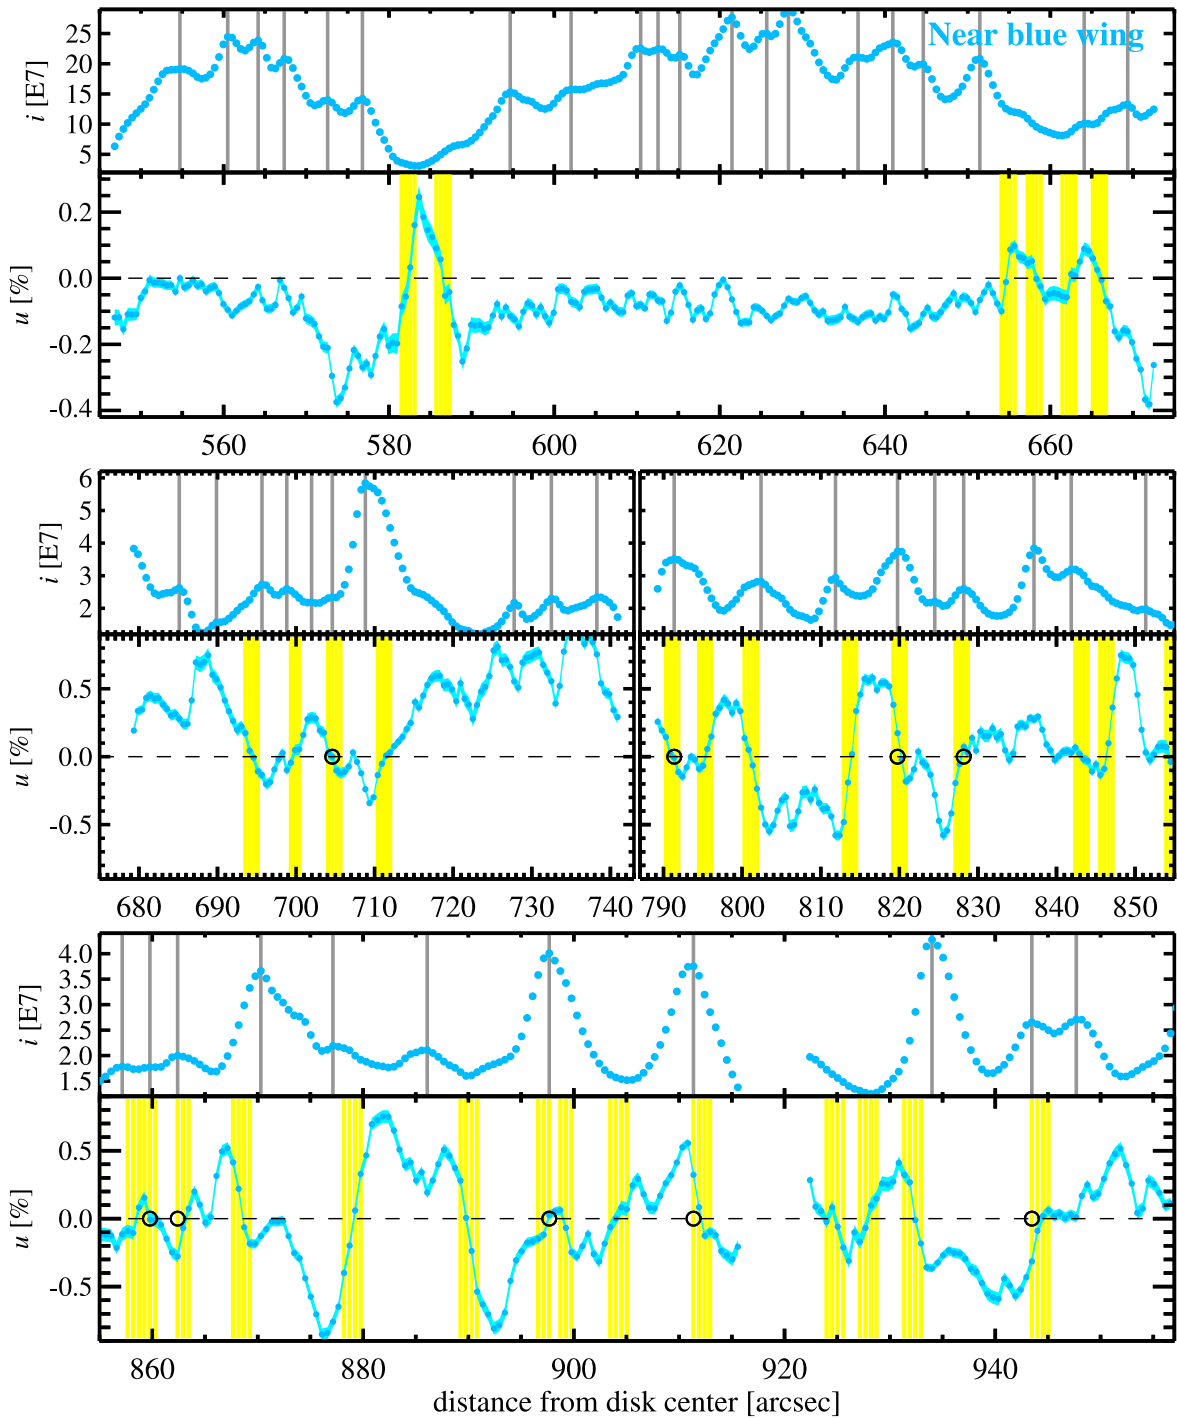 Near blue wing
i [E7]
25
20
15
10
5
u [%]
0.2
0.0
-0.2
-0.4
560 580 600 620 640 660
i [E7]
6
5
4
3
2
u [%]
0.5
0.0
-0.5
680 690 700 710 720 730 740 790 800 810 820 830 840 850
i [E7]
4.0
3.5
3.0
2.5
2.0
1.5
u [%]
0.5
0.0
-0.5
860 880 900 920 940
distance from disk center [arcsec]